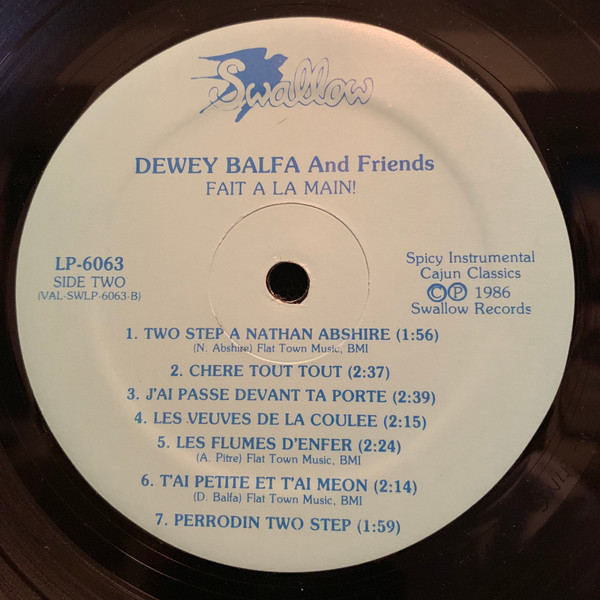 Swallow
DEWEY BALFA And Friends
FAIT A LA MAIN!
LP-6063
SIDE TWO
(VAL-SWLP-6063-B)
Spicy Instrumental
Cajun Classics
© ℗ 1986
Swallow Records
1. TWO STEP A NATHAN ABSHIRE (1:56)
(N. Abshire) Flat Town Music, BMI
2. CHERE TOUT TOUT (2:37)
3. J'AI PASSE DEVANT TA PORTE (2:39)
4. LES VEUVES DE LA COULEE (2:15)
5. LES FLUMES D'ENFER (2:24)
(A. Pitre) Flat Town Music, BMI
6. T'AI PETITE ET T'AI MEON (2:14)
(D. Balfa) Flat Town Music, BMI
7. PERRODIN TWO STEP (1:59)